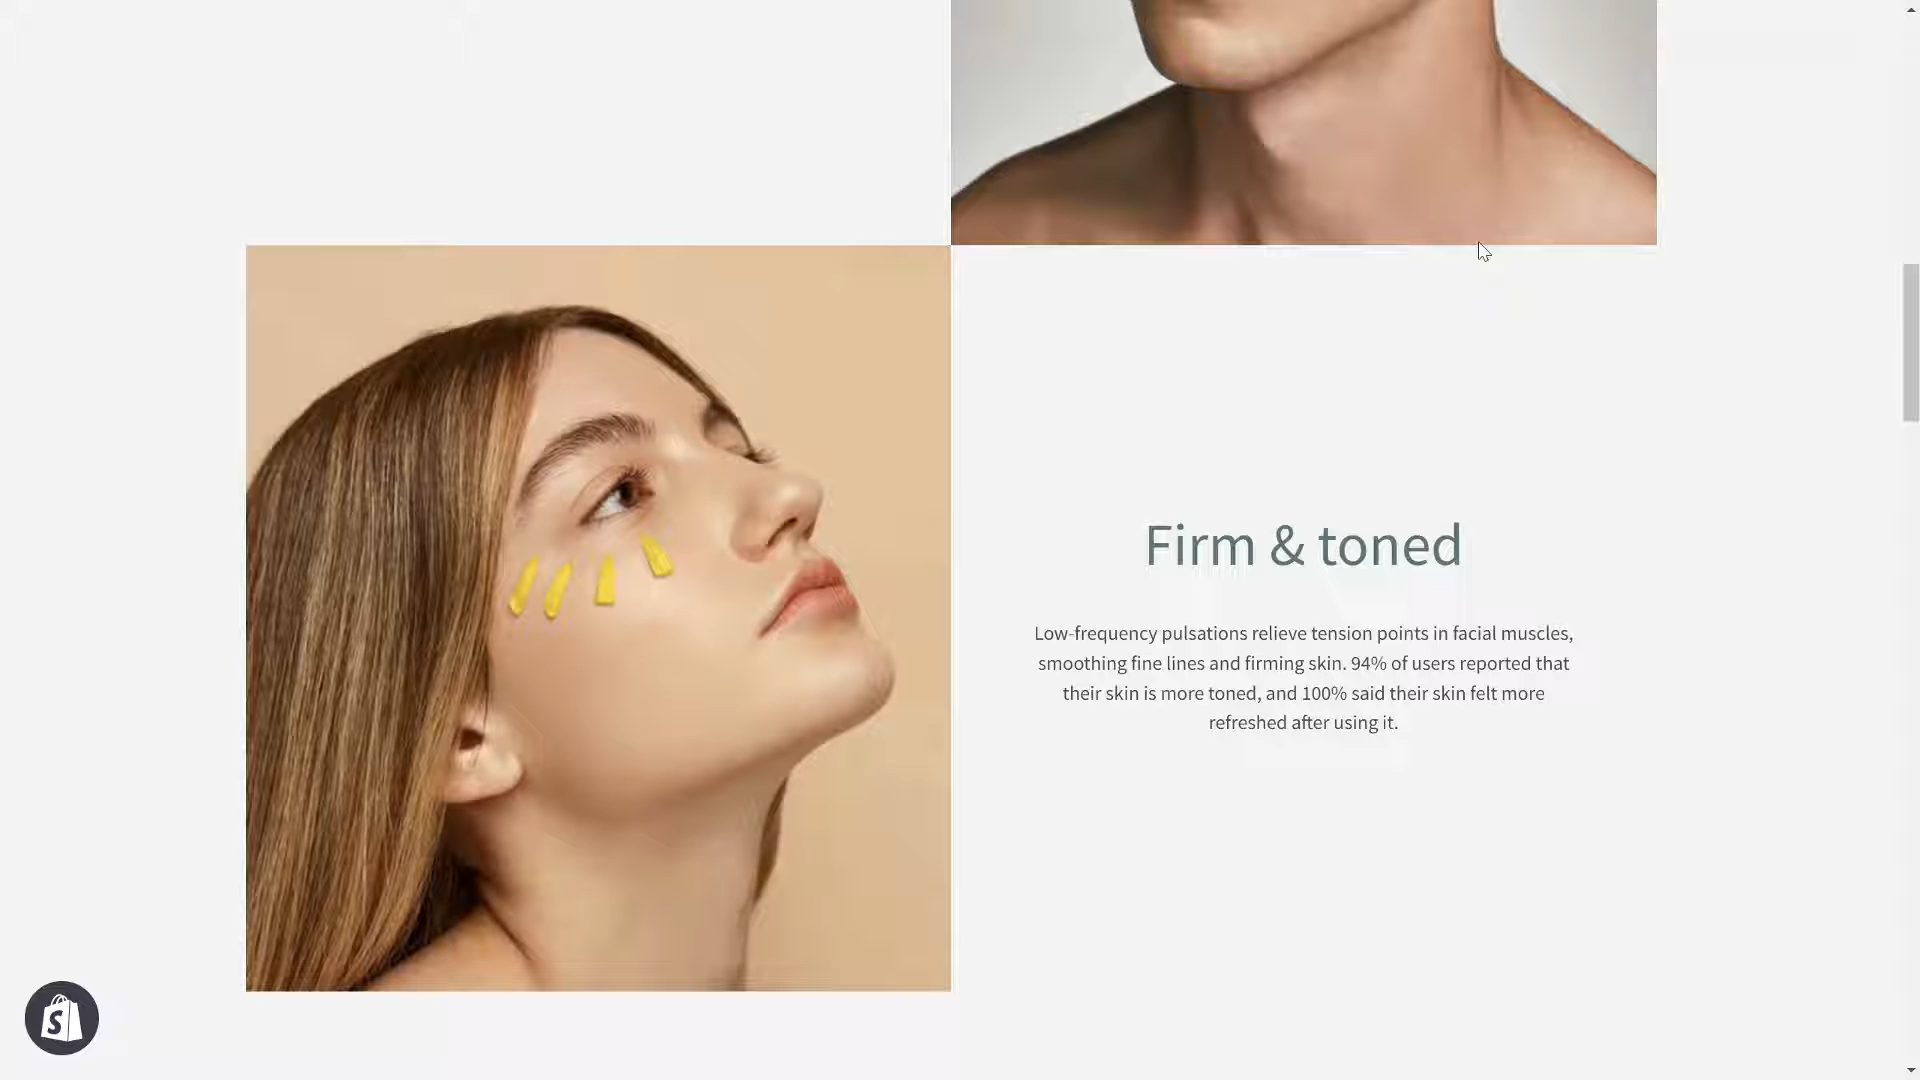 Firm & toned
Low-frequency pulsations relieve tension points in facial muscles,
smoothing fine lines and firming skin. 94% of users reported that
their skin is more toned, and 100% said their skin felt more
refreshed after using it.
S